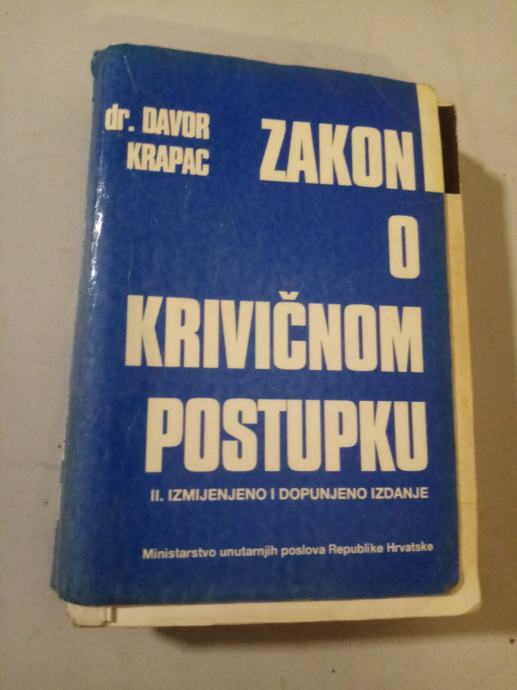 dr. DAVOR
KRAPAC
ZAKON
O
KRIVIČNOM
POSTUPKU
II. IZMIJENJENO I DOPUNJENO IZDANJE
Ministarstvo unutarnjih poslova Republike Hrvatske